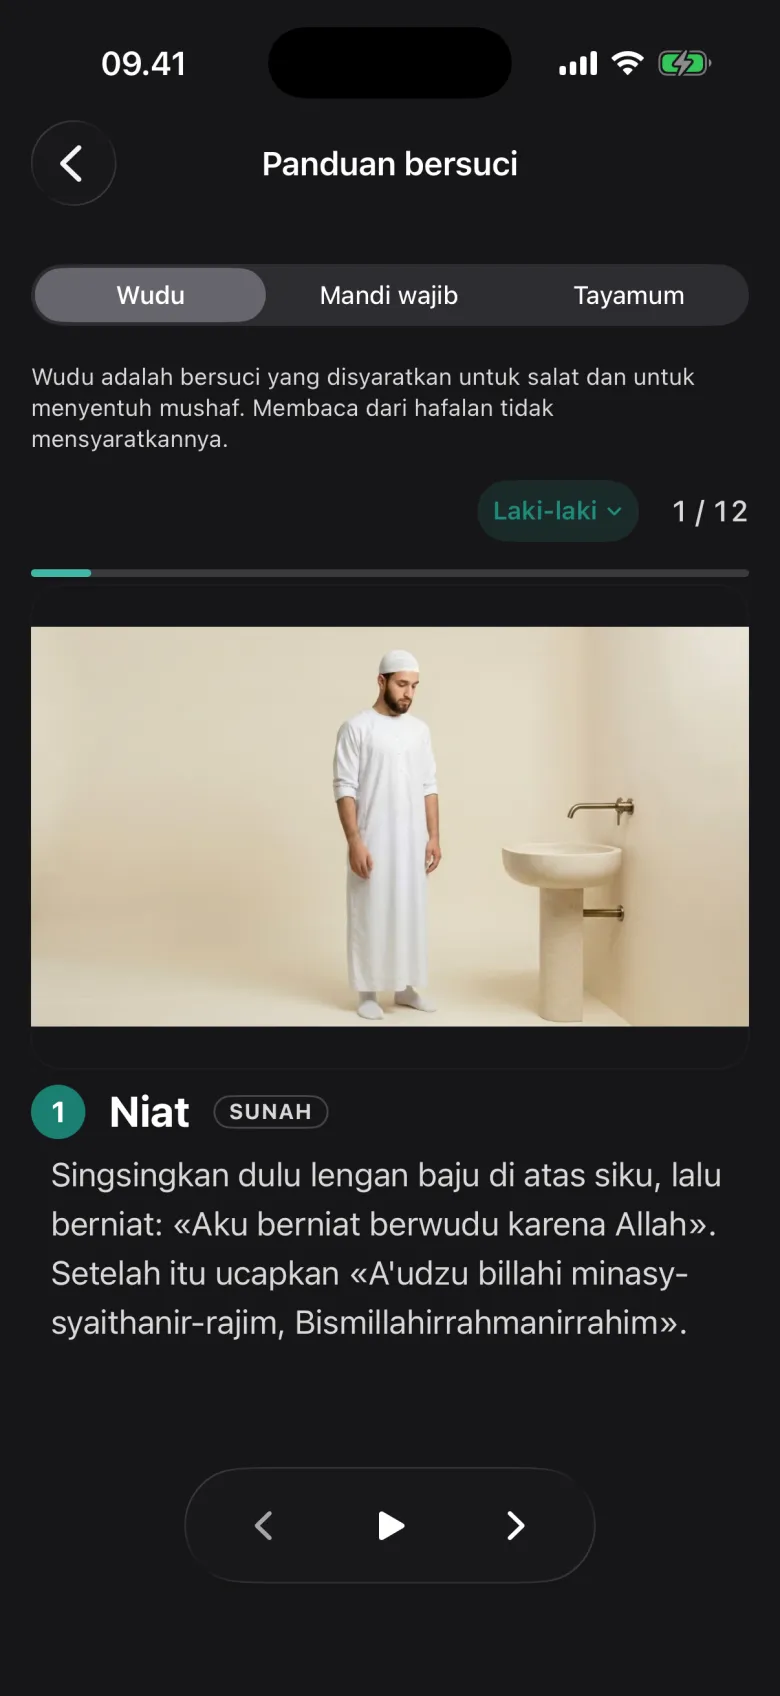 09.41
Panduan bersuci
Wudu
Mandi wajib
Tayamum
Wudu adalah bersuci yang disyaratkan untuk salat dan untuk
menyentuh mushaf. Membaca dari hafalan tidak
mensyaratkannya.
Laki-laki
1 / 12
1
Niat
SUNAH
Singsingkan dulu lengan baju di atas siku, lalu
berniat: «Aku berniat berwudu karena Allah».
Setelah itu ucapkan «A'udzu billahi minasy-
syaithanir-rajim, Bismillahirrahmanirrahim».